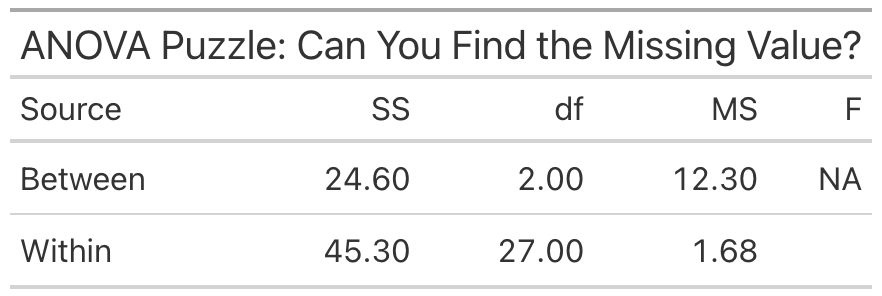 ANOVA Puzzle: Can You Find the Missing Value?
Source SS df MS F
Between 24.60 2.00 12.30 NA
Within 45.30 27.00 1.68